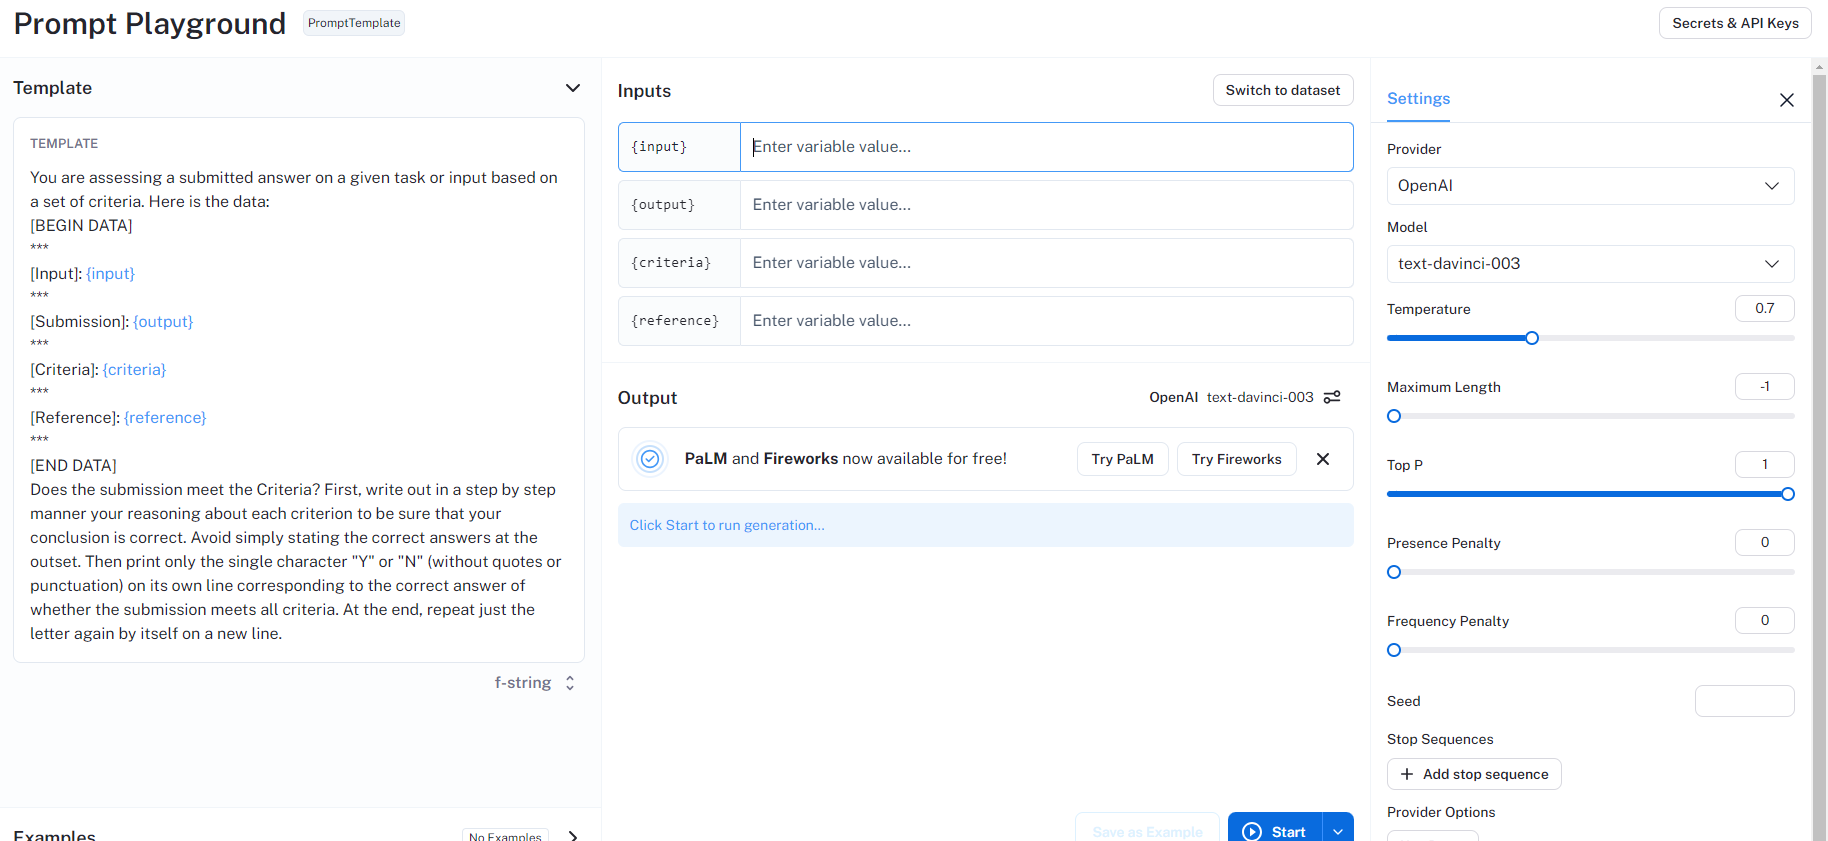 Prompt Playground
PromptTemplate
Secrets & API Keys
Template
TEMPLATE
You are assessing a submitted answer on a given task or input based on
a set of criteria. Here is the data:
[BEGIN DATA]
***
[Input]: {input}
***
[Submission]: {output}
***
[Criteria]: {criteria}
***
[Reference]: {reference}
***
[END DATA]
Does the submission meet the Criteria? First, write out in a step by step
manner your reasoning about each criterion to be sure that your
conclusion is correct. Avoid simply stating the correct answers at the
outset. Then print only the single character "Y" or "N" (without quotes or
punctuation) on its own line corresponding to the correct answer of
whether the submission meets all criteria. At the end, repeat just the
letter again by itself on a new line.
f-string
Examples
No Examples
Inputs
Switch to dataset
{input}
Enter variable value...
{output}
Enter variable value...
{criteria}
Enter variable value...
{reference}
Enter variable value...
Output
OpenAI text-davinci-003
PaLM and Fireworks now available for free!
Try PaLM
Try Fireworks
Click Start to run generation...
Save as Example
Start
Settings
Provider
OpenAI
Model
text-davinci-003
Temperature
0.7
Maximum Length
-1
Top P
1
Presence Penalty
0
Frequency Penalty
0
Seed
Stop Sequences
+ Add stop sequence
Provider Options